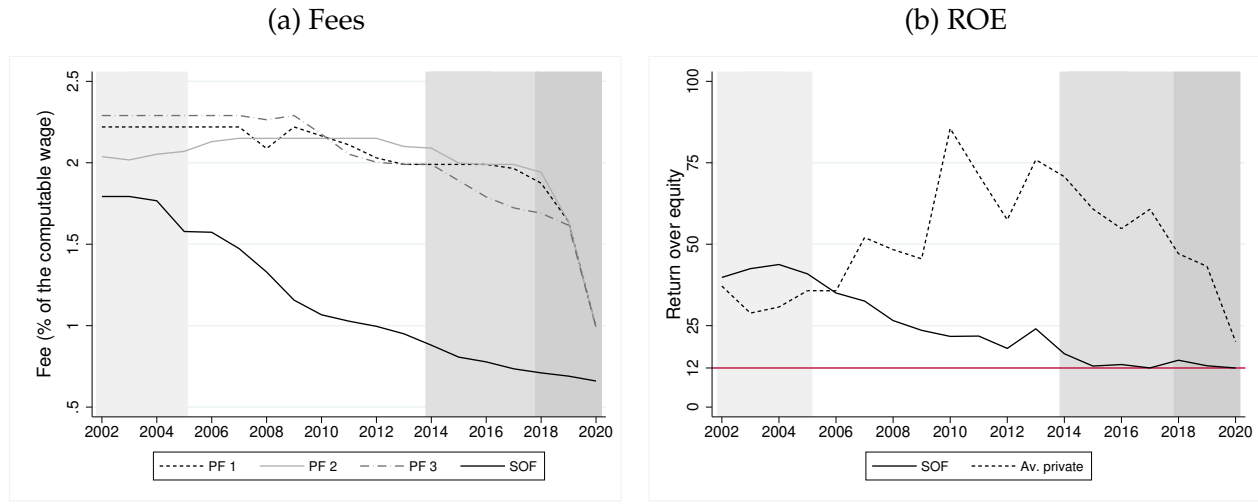 (a) Fees
Fee (% of the computable wage)
2.5
2
1.5
1
.5
2002 2004 2006 2008 2010 2012 2014 2016 2018 2020
PF 1 PF 2 PF 3 SOF
(b) ROE
Return over equity
100
75
50
25
12
0
2002 2004 2006 2008 2010 2012 2014 2016 2018 2020
SOF Av. private